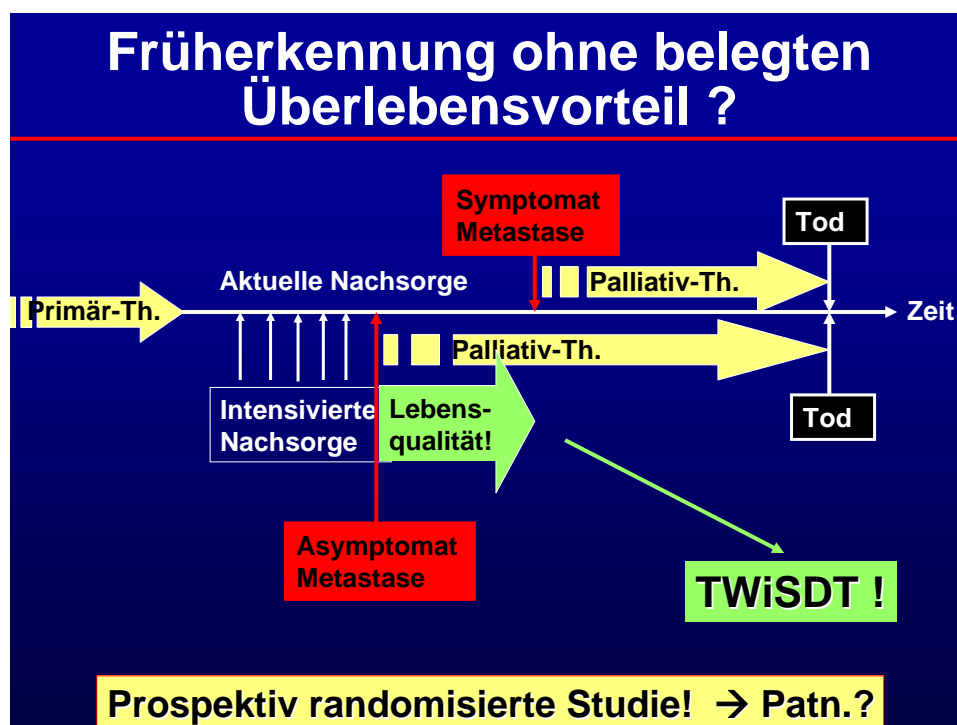 Früherkennung ohne belegten
Überlebensvorteil ?
Symptomat
Metastase
Tod
Aktuelle Nachsorge
Palliativ-Th.
Primär-Th.
Zeit
Palliativ-Th.
Intensivierte
Nachsorge
Lebens-
qualität!
Tod
Asymptomat
Metastase
TWiSDT !
Prospektiv randomisierte Studie! → Patn.?